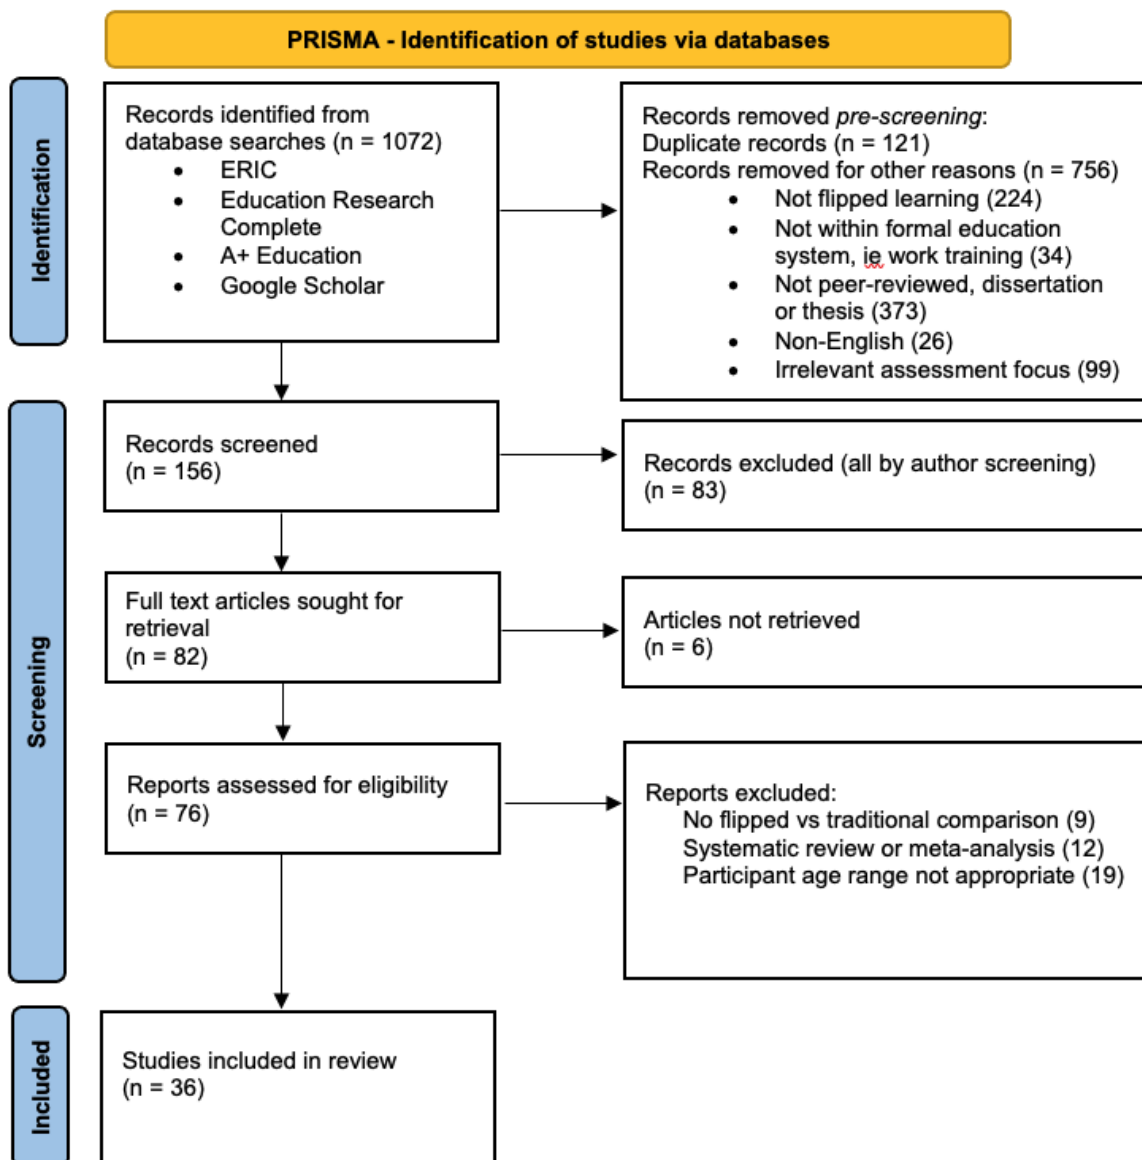 PRISMA - Identification of studies via databases
Identification
Records identified from
database searches (n = 1072)
• ERIC
• Education Research
Complete
• A+ Education
• Google Scholar
Records removed pre-screening:
Duplicate records (n = 121)
Records removed for other reasons (n = 756)
• Not flipped learning (224)
• Not within formal education
system, ie work training (34)
• Not peer-reviewed, dissertation
or thesis (373)
• Non-English (26)
• Irrelevant assessment focus (99)
Screening
Records screened
(n = 156)
Records excluded (all by author screening)
(n = 83)
Full text articles sought for
retrieval
(n = 82)
Articles not retrieved
(n = 6)
Reports assessed for eligibility
(n = 76)
Reports excluded:
No flipped vs traditional comparison (9)
Systematic review or meta-analysis (12)
Participant age range not appropriate (19)
Included
Studies included in review
(n = 36)